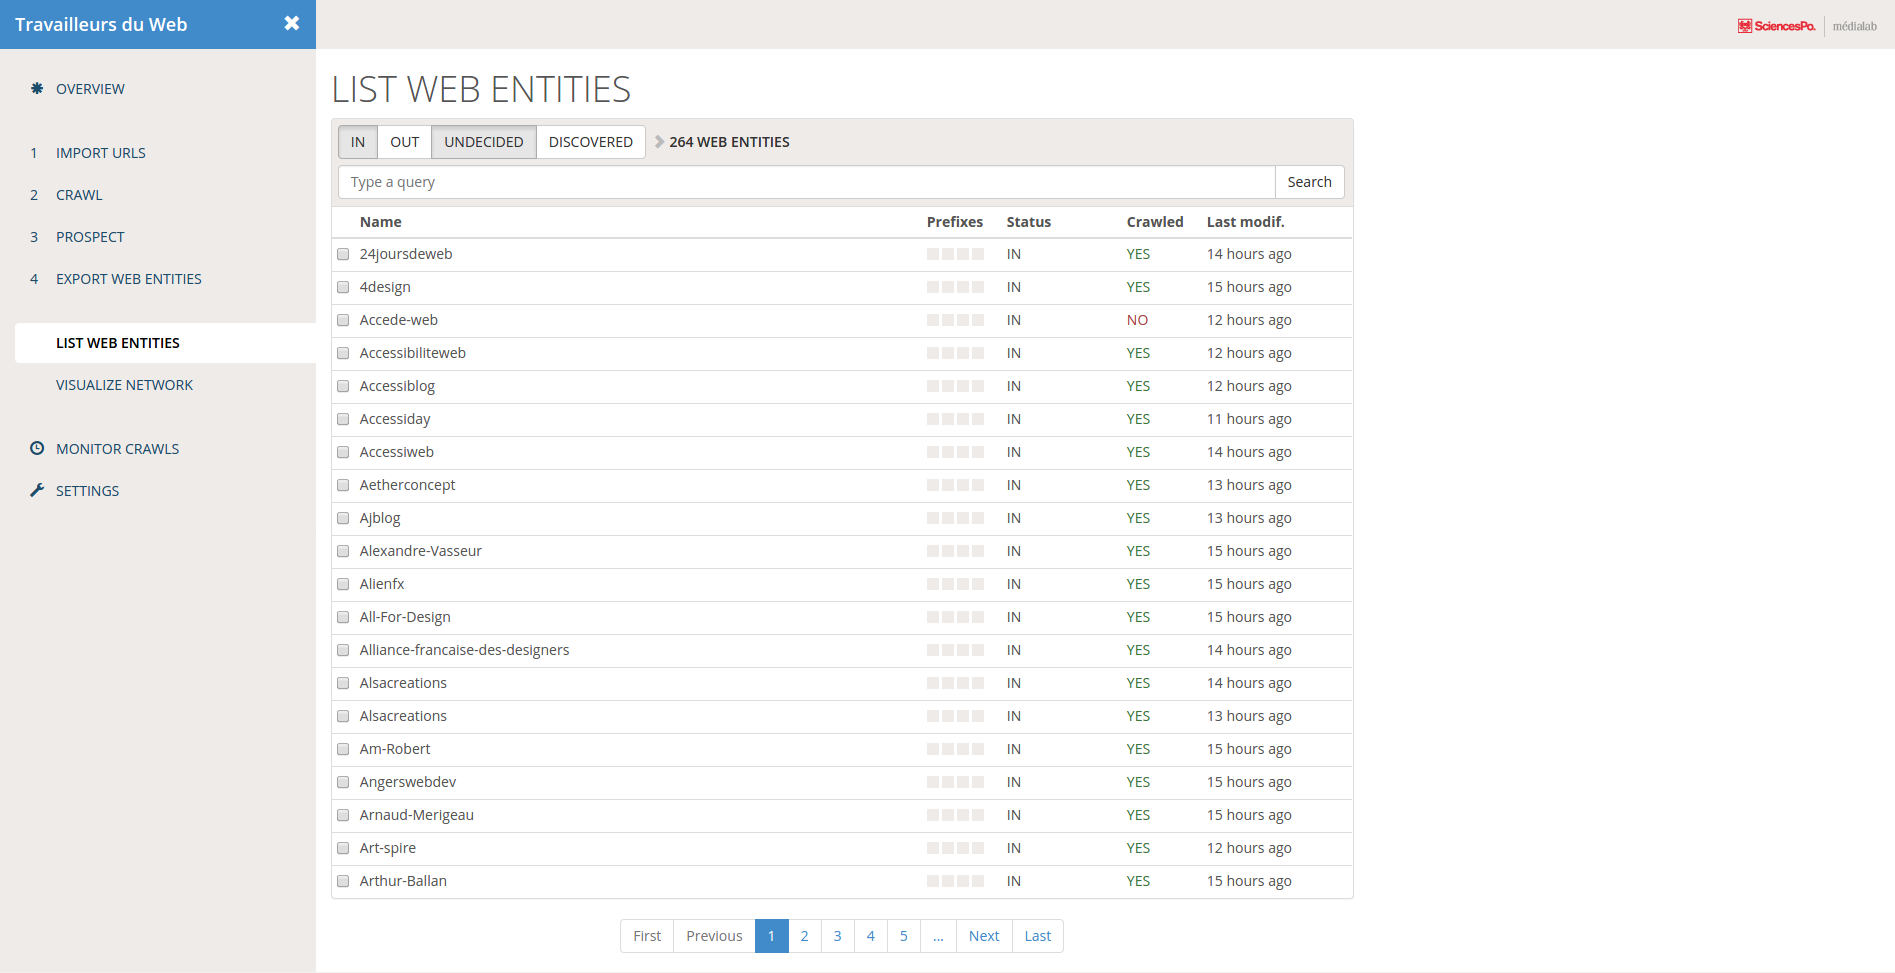 Travailleurs du Web
SciencesPo. médialab
OVERVIEW
1 IMPORT URLS
2 CRAWL
3 PROSPECT
4 EXPORT WEB ENTITIES
LIST WEB ENTITIES
VISUALIZE NETWORK
MONITOR CRAWLS
SETTINGS
LIST WEB ENTITIES
IN OUT UNDECIDED DISCOVERED 264 WEB ENTITIES
Type a query Search
Name Prefixes Status Crawled Last modif.
24joursdeweb IN YES 14 hours ago
4design IN YES 15 hours ago
Accede-web IN NO 12 hours ago
Accessibiliteweb IN YES 12 hours ago
Accessiblog IN YES 12 hours ago
Accessiday IN YES 11 hours ago
Accessiweb IN YES 14 hours ago
Aetherconcept IN YES 13 hours ago
Ajblog IN YES 13 hours ago
Alexandre-Vasseur IN YES 15 hours ago
Alienfx IN YES 15 hours ago
All-For-Design IN YES 15 hours ago
Alliance-francaise-des-designers IN YES 14 hours ago
Alsacreations IN YES 14 hours ago
Alsacreations IN YES 13 hours ago
Am-Robert IN YES 15 hours ago
Angerswebdev IN YES 15 hours ago
Arnaud-Merigeau IN YES 15 hours ago
Art-spire IN YES 12 hours ago
Arthur-Ballan IN YES 15 hours ago
First Previous 1 2 3 4 5 ... Next Last